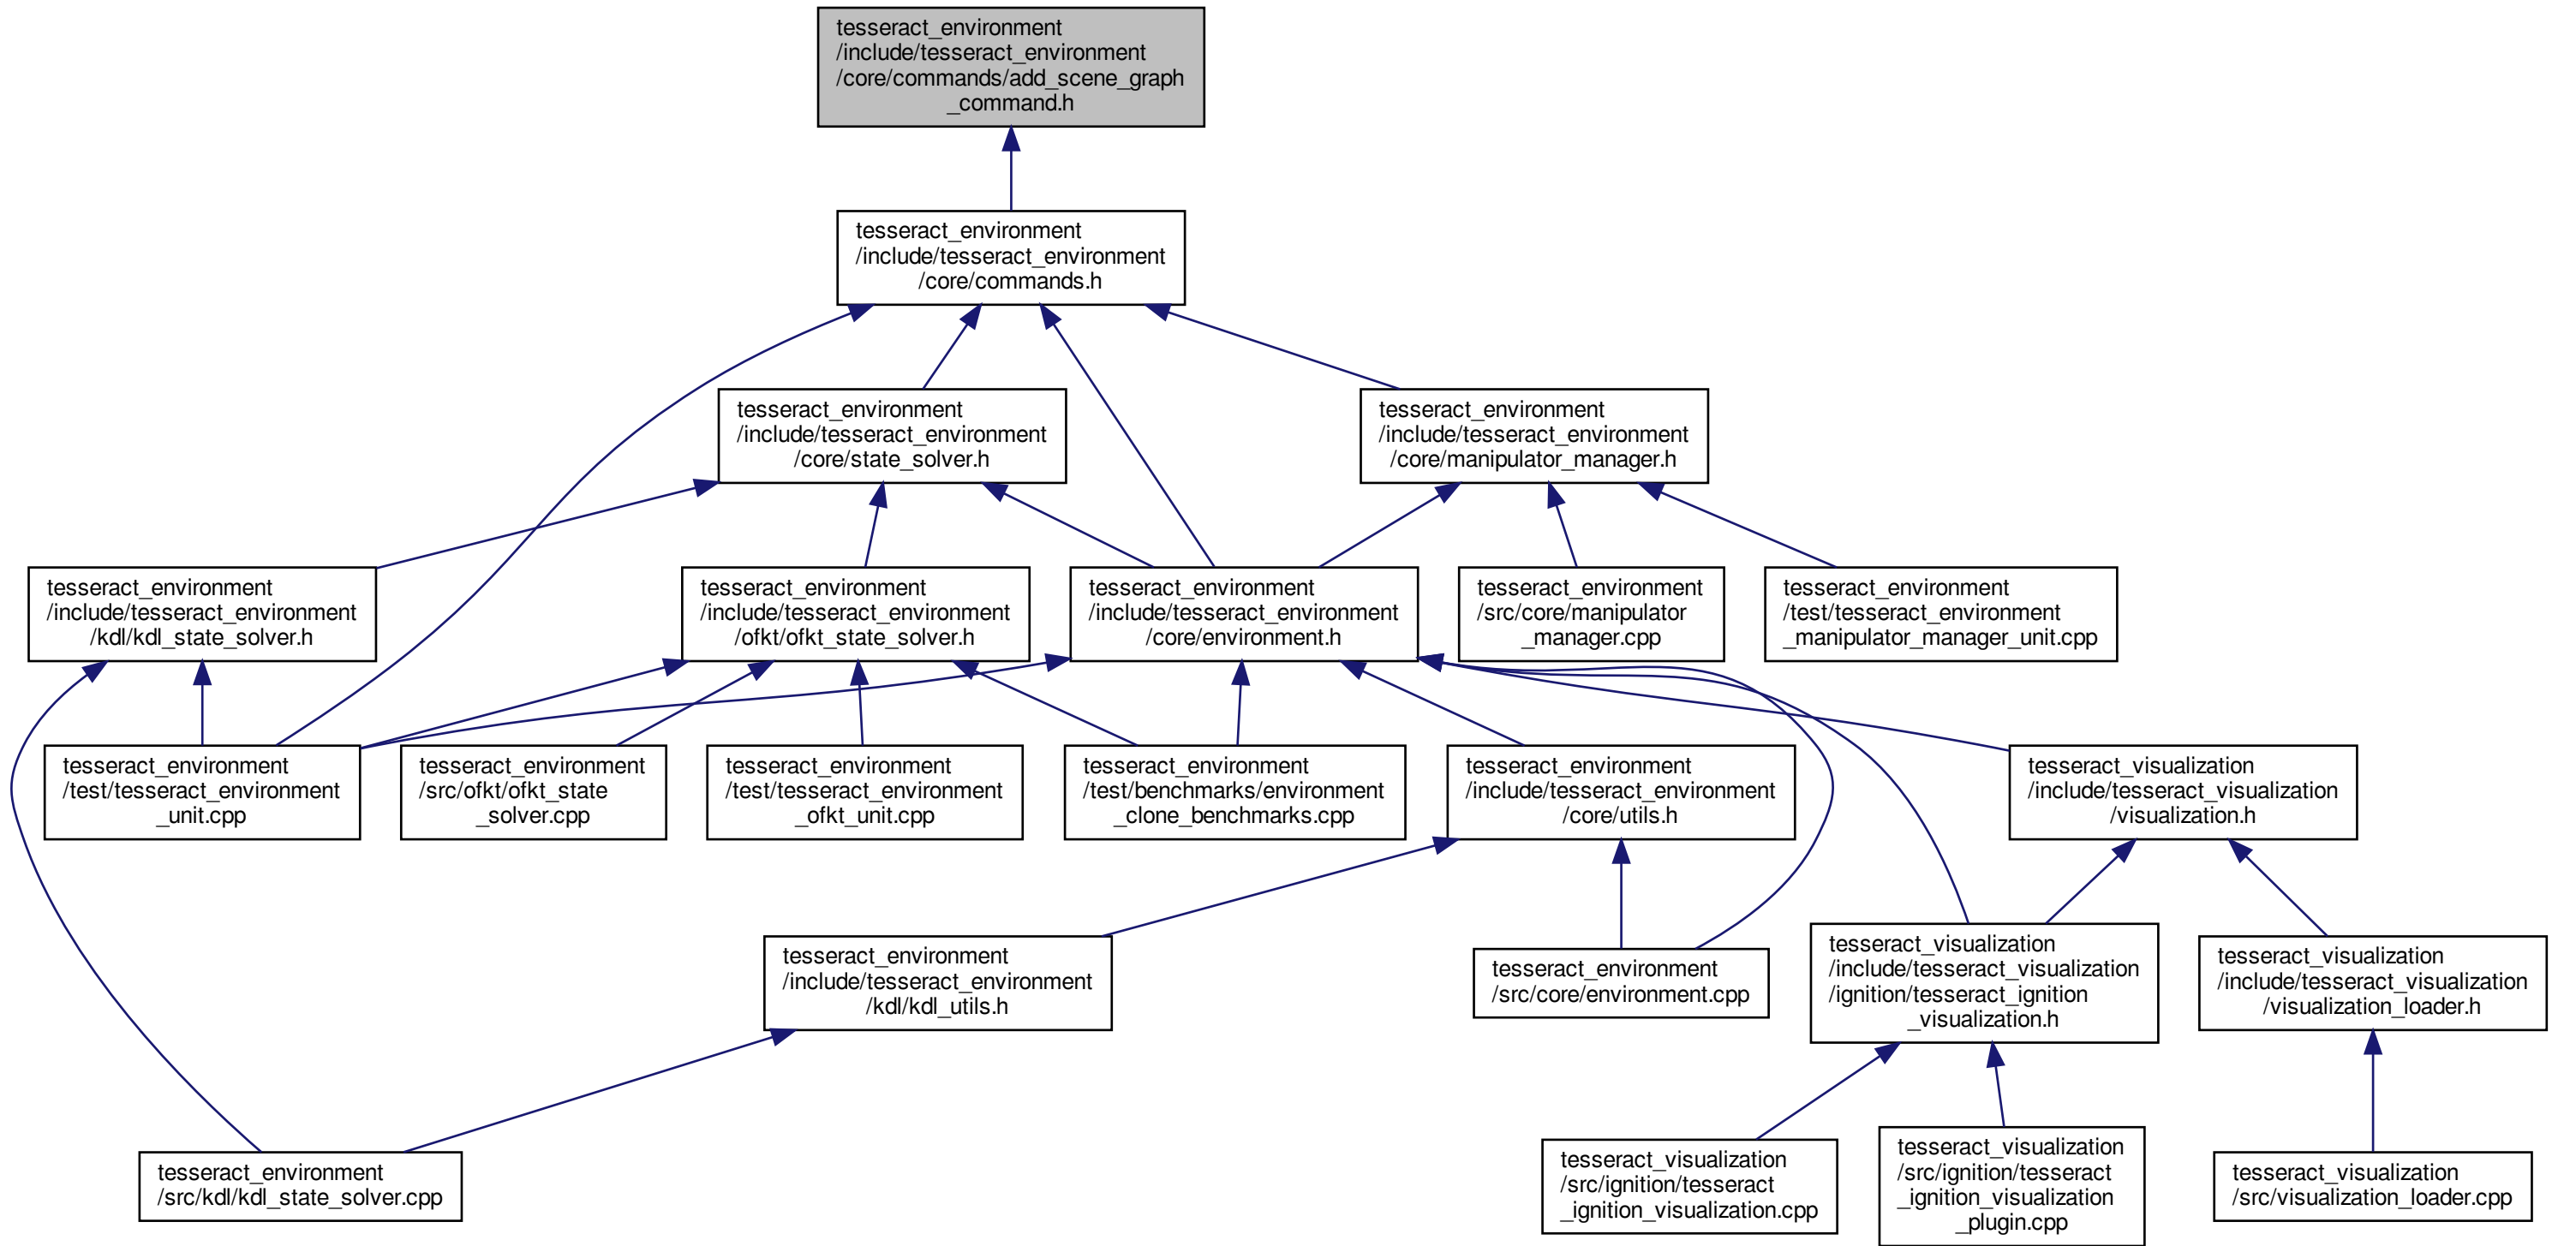 tesseract_environment
/include/tesseract_environment
/core/commands/add_scene_graph
_command.h
tesseract_environment
/include/tesseract_environment
/core/commands.h
tesseract_environment
/include/tesseract_environment
/core/state_solver.h
tesseract_environment
/include/tesseract_environment
/core/manipulator_manager.h
tesseract_environment
/include/tesseract_environment
/kdl/kdl_state_solver.h
tesseract_environment
/include/tesseract_environment
/ofkt/ofkt_state_solver.h
tesseract_environment
/include/tesseract_environment
/core/environment.h
tesseract_environment
/src/core/manipulator
_manager.cpp
tesseract_environment
/test/tesseract_environment
_manipulator_manager_unit.cpp
tesseract_environment
/test/tesseract_environment
_unit.cpp
tesseract_environment
/src/ofkt/ofkt_state
_solver.cpp
tesseract_environment
/test/tesseract_environment
_ofkt_unit.cpp
tesseract_environment
/test/benchmarks/environment
_clone_benchmarks.cpp
tesseract_environment
/include/tesseract_environment
/core/utils.h
tesseract_visualization
/include/tesseract_visualization
/visualization.h
tesseract_environment
/include/tesseract_environment
/kdl/kdl_utils.h
tesseract_environment
/src/core/environment.cpp
tesseract_visualization
/include/tesseract_visualization
/ignition/tesseract_ignition
_visualization.h
tesseract_visualization
/include/tesseract_visualization
/visualization_loader.h
tesseract_environment
/src/kdl/kdl_state_solver.cpp
tesseract_visualization
/src/ignition/tesseract
_ignition_visualization.cpp
tesseract_visualization
/src/ignition/tesseract
_ignition_visualization
_plugin.cpp
tesseract_visualization
/src/visualization_loader.cpp